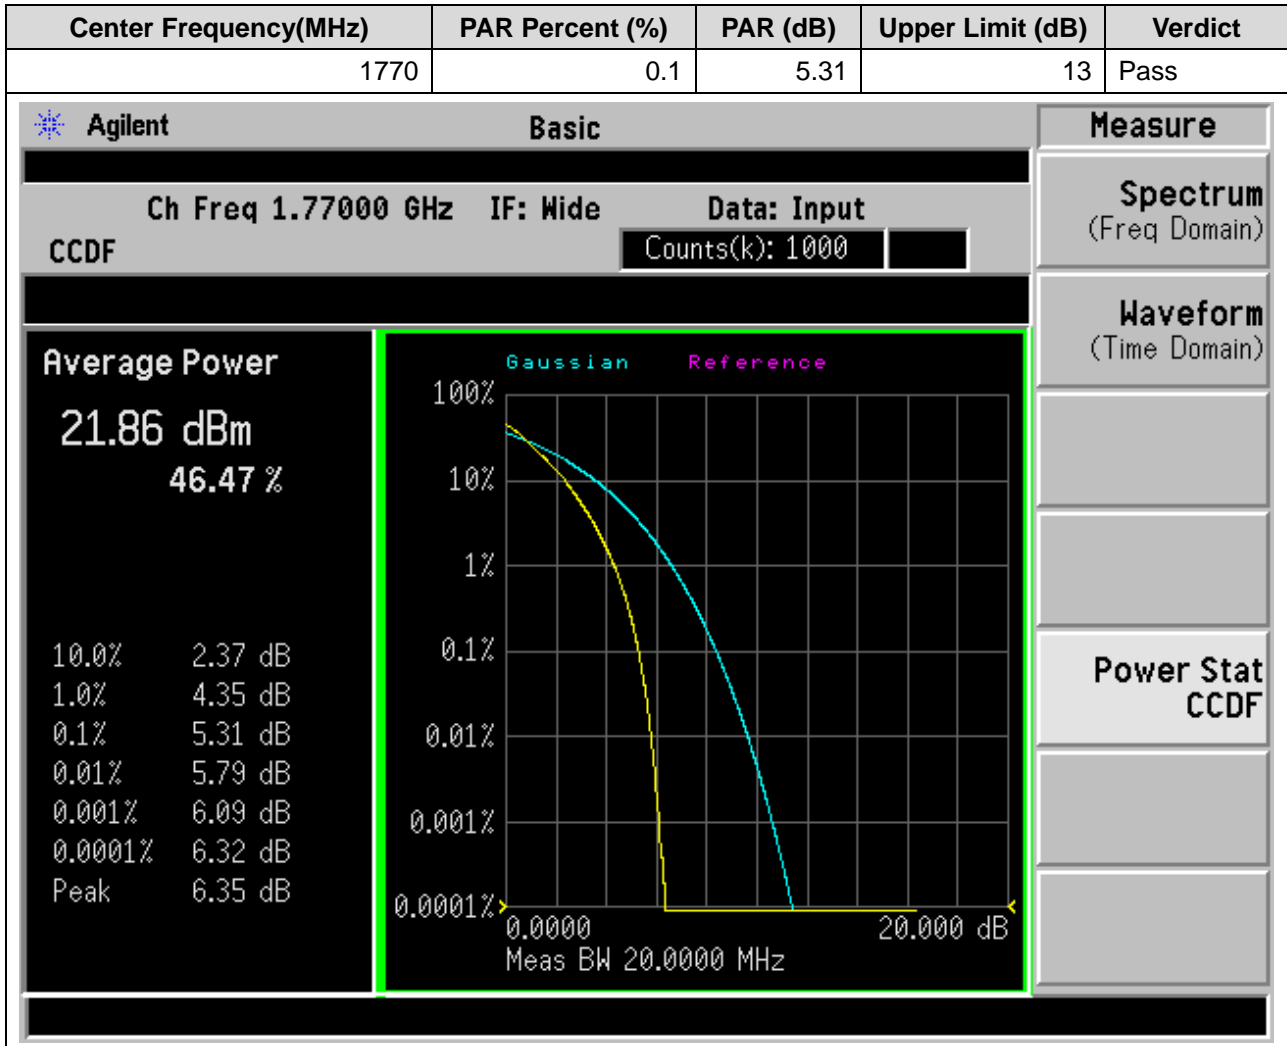 Center Frequency(MHz) PAR Percent (%) PAR (dB) Upper Limit (dB) Verdict
1770 0.1 5.31 13 Pass
Agilent Basic Measure
Ch Freq 1.77000 GHz IF: Wide Data: Input
CCDF Counts(k): 1000
Spectrum
(Freq Domain)
Waveform
(Time Domain)
Power Stat
CCDF
Average Power
21.86 dBm
46.47 %
10.0% 2.37 dB
1.0% 4.35 dB
0.1% 5.31 dB
0.01% 5.79 dB
0.001% 6.09 dB
0.0001% 6.32 dB
Peak 6.35 dB
Gaussian Reference
100%
10%
1%
0.1%
0.01%
0.001%
0.0001%
0.0000 20.000 dB
Meas BW 20.0000 MHz